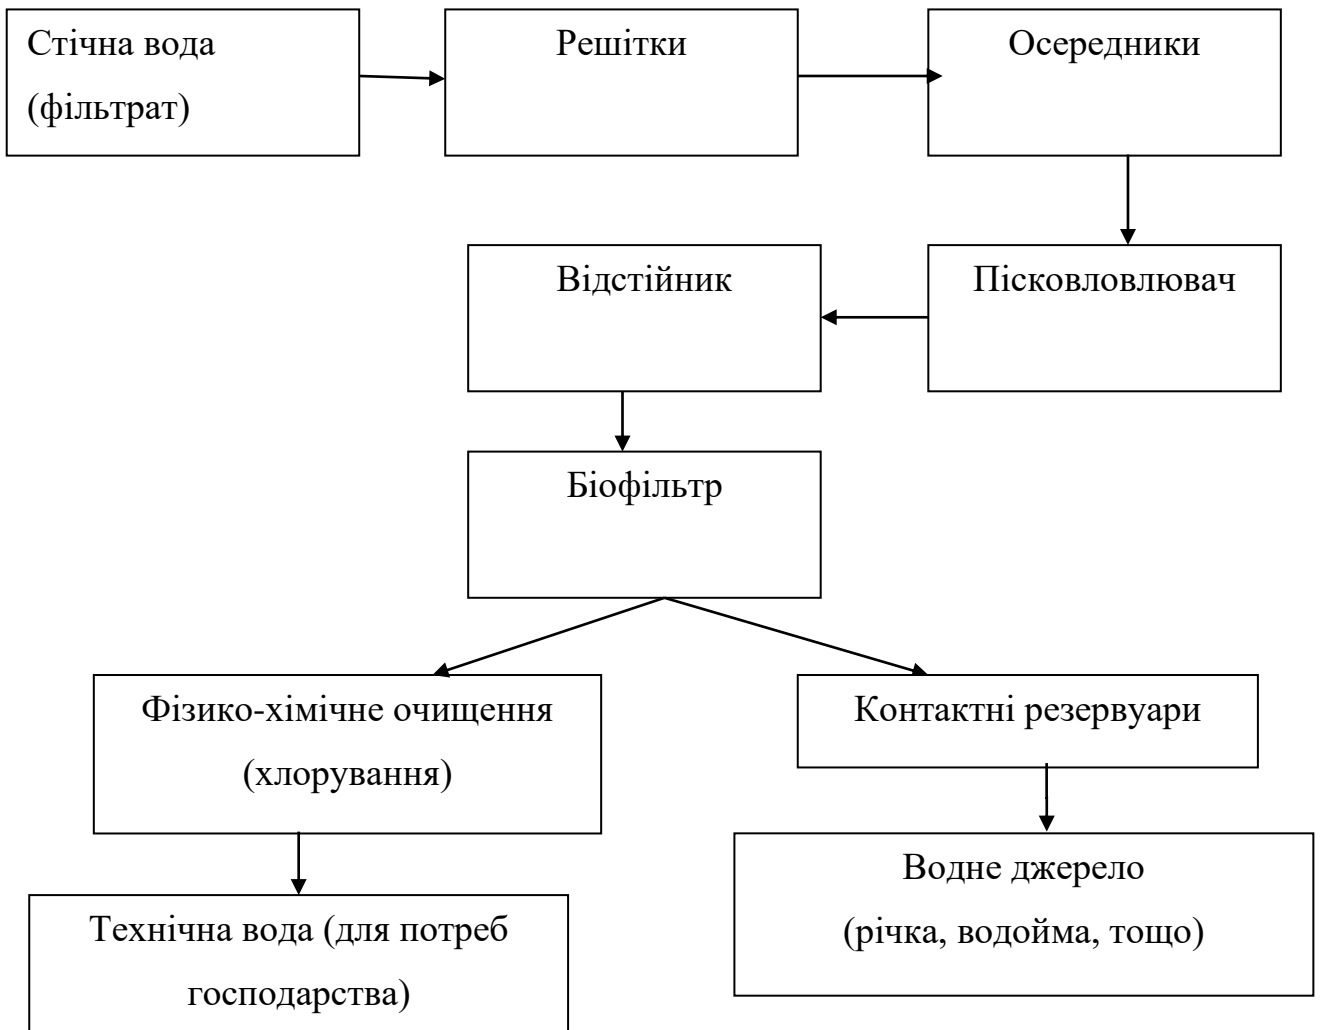 Стічна вода
(фільтрат)
Решітки
Осередники
Відстійник
Пісковловлювач
Біофільтр
Фізико-хімічне очищення
(хлорування)
Контактні резервуари
Водне джерело
(річка, водойма, тощо)
Технічна вода (для потреб
господарства)